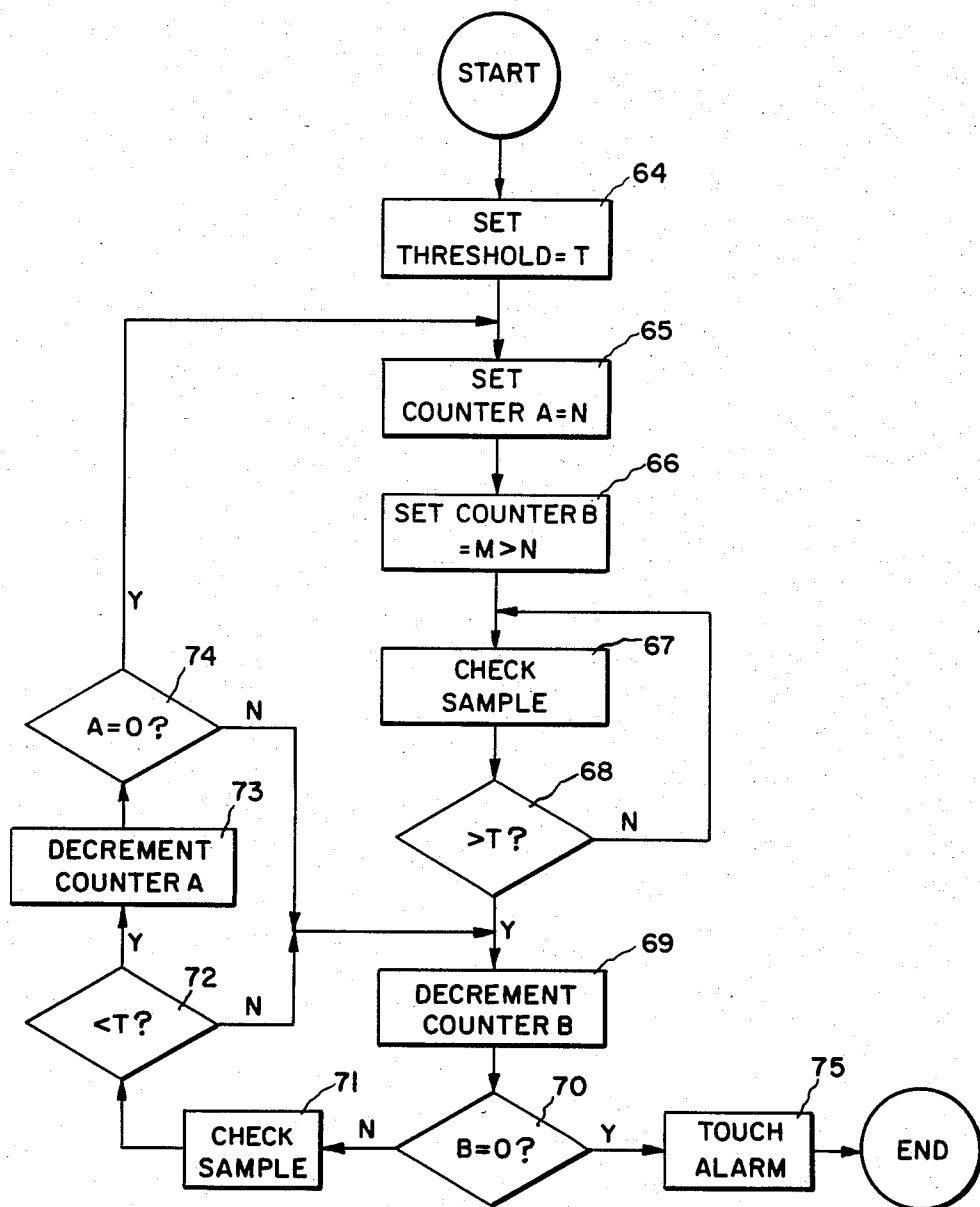 START
64
SET
THRESHOLD= T
65
SET
COUNTER A=N
66
SET COUNTER B
=M>N
Y
67
CHECK
SAMPLE
74
A=0?
N
68
>T?
N
73
DECREMENT
COUNTER A
Y
Y
69
DECREMENT
COUNTER B
72
<T?
N
71
CHECK
SAMPLE
N
70
B=0?
Y
75
TOUCH
ALARM
END